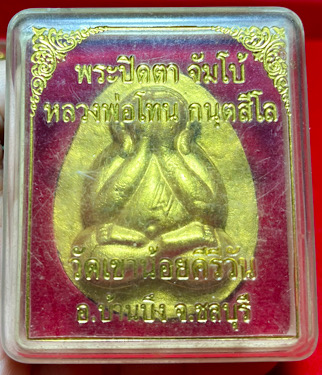 พระปิดตา จัมโบ้
หลวงพ่อโทน กนฺตสีโล
วัดเขาน้อยคีรีวัน
อ.บ้านบึง จ.ชลบุรี